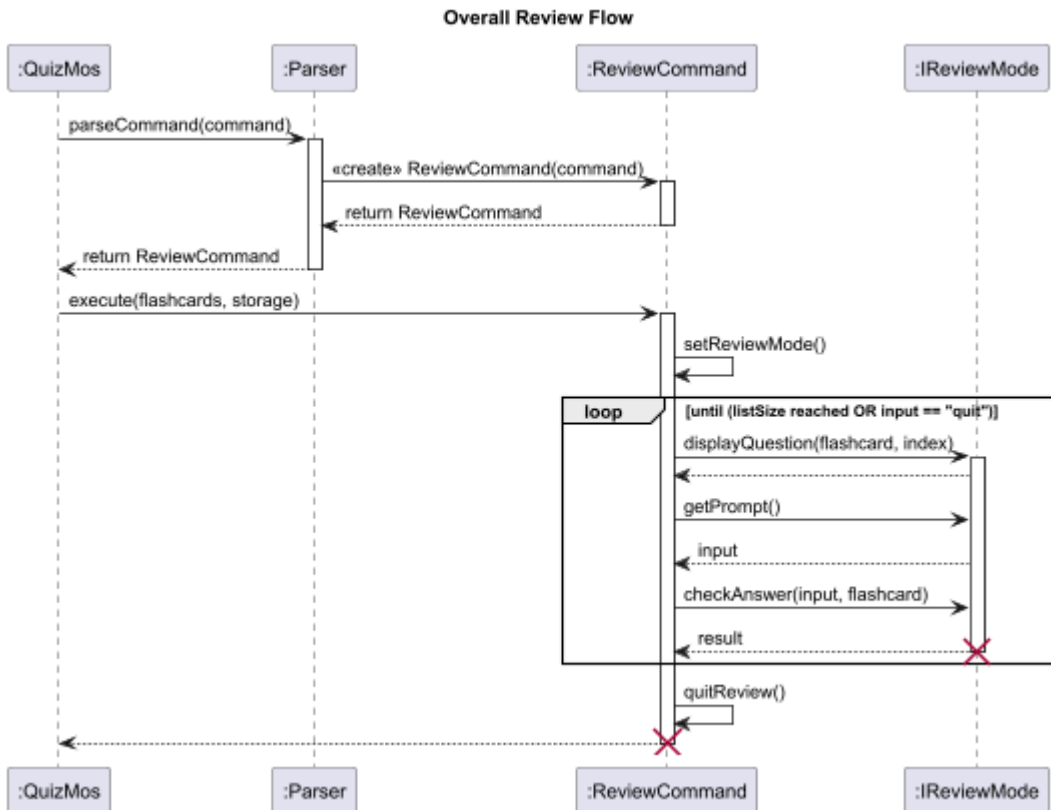 Overall Review Flow
:QuizMos
:Parser
:ReviewCommand
:IReviewMode
parseCommand(command)
«create» ReviewCommand(command)
return ReviewCommand
return ReviewCommand
execute(flashcards, storage)
setReviewMode()
loop
[until (listSize reached OR input == "quit")]
displayQuestion(flashcard, index)
getPrompt()
input
checkAnswer(input, flashcard)
result
quitReview()
:QuizMos
:Parser
:ReviewCommand
:IReviewMode